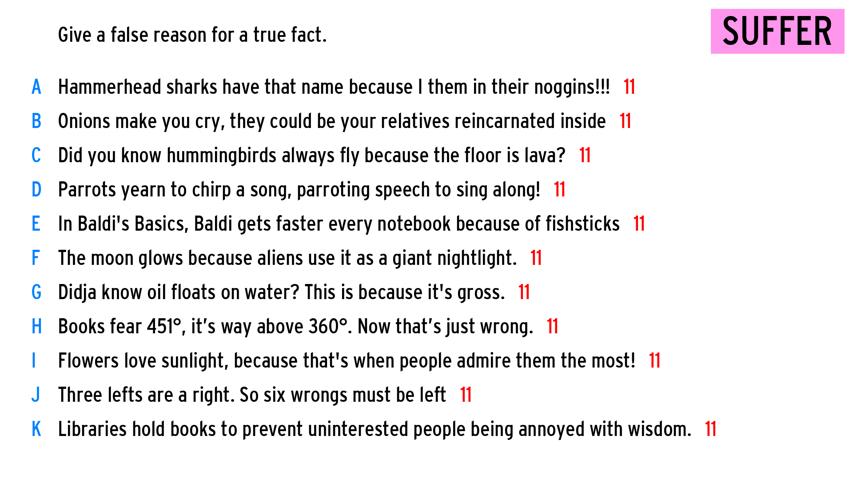 Give a false reason for a true fact.
SUFFER
A Hammerhead sharks have that name because I them in their noggins!!! 11
B Onions make you cry, they could be your relatives reincarnated inside 11
C Did you know hummingbirds always fly because the floor is lava? 11
D Parrots yearn to chirp a song, parroting speech to sing along! 11
E In Baldi's Basics, Baldi gets faster every notebook because of fishsticks 11
F The moon glows because aliens use it as a giant nightlight. 11
G Didja know oil floats on water? This is because it's gross. 11
H Books fear 451°, it’s way above 360°. Now that’s just wrong. 11
I Flowers love sunlight, because that's when people admire them the most! 11
J Three lefts are a right. So six wrongs must be left 11
K Libraries hold books to prevent uninterested people being annoyed with wisdom. 11